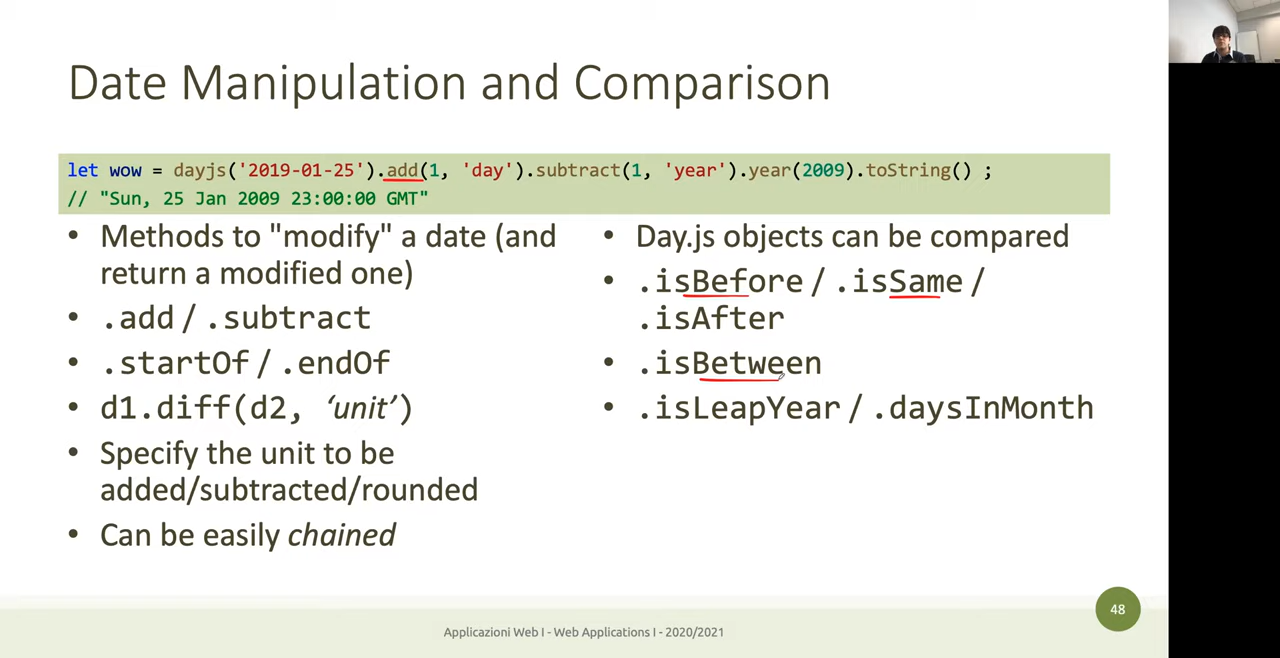 Date Manipulation and Comparison
let wow = dayjs('2019-01-25').add(1, 'day').subtract(1, 'year').year(2009).toString() ;
// "Sun, 25 Jan 2009 23:00:00 GMT"
• Methods to "modify" a date (and
return a modified one)
• .add / .subtract
• .startOf / .endOf
• d1.diff(d2, ‘unit’)
• Specify the unit to be
added/subtracted/rounded
• Can be easily chained
• Day.js objects can be compared
• .isBefore / .isSame /
.isAfter
• .isBetween
• .isLeapYear / .daysInMonth
48
Applicazioni Web I - Web Applications I - 2020/2021